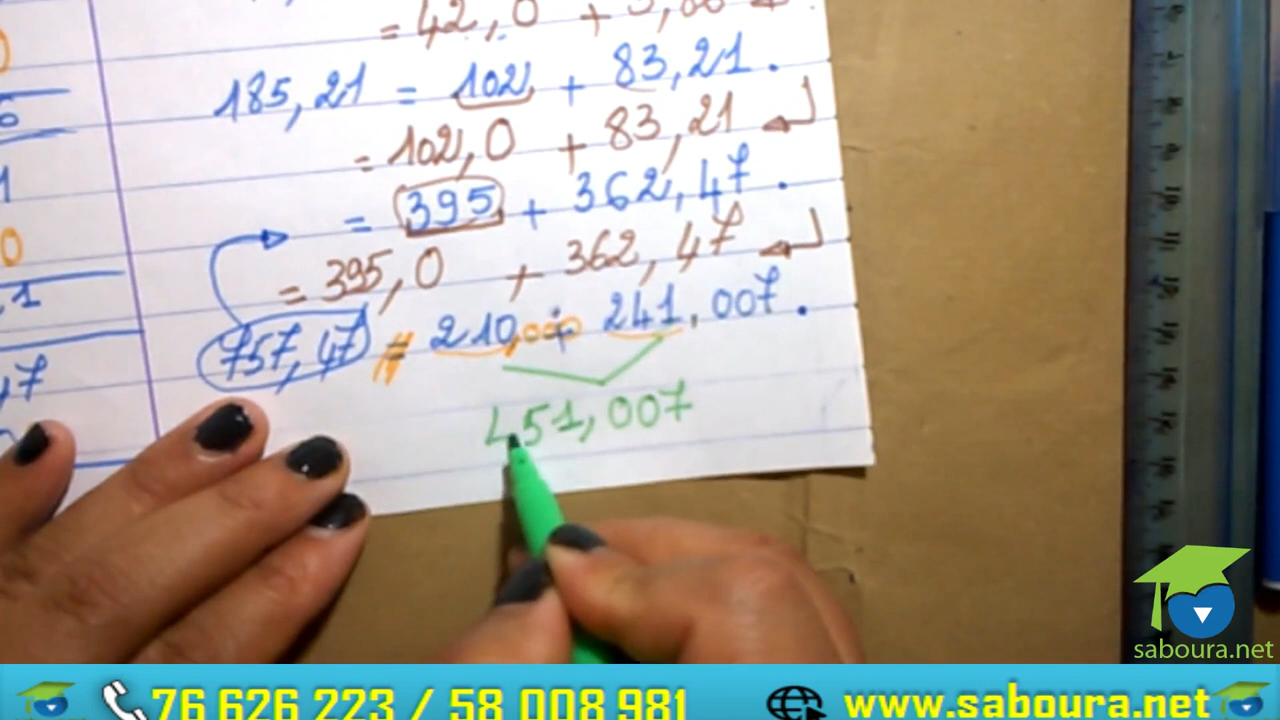 = 42,0 + 3,00
185,21 = 102 + 83,21.
= 102,0 + 83,21
= 395 + 362,47.
= 395,0 + 362,47
757,47 ≠ 210,000 + 241,007.
451,007
saboura.net
76 626 223 / 58 008 981 www.saboura.net